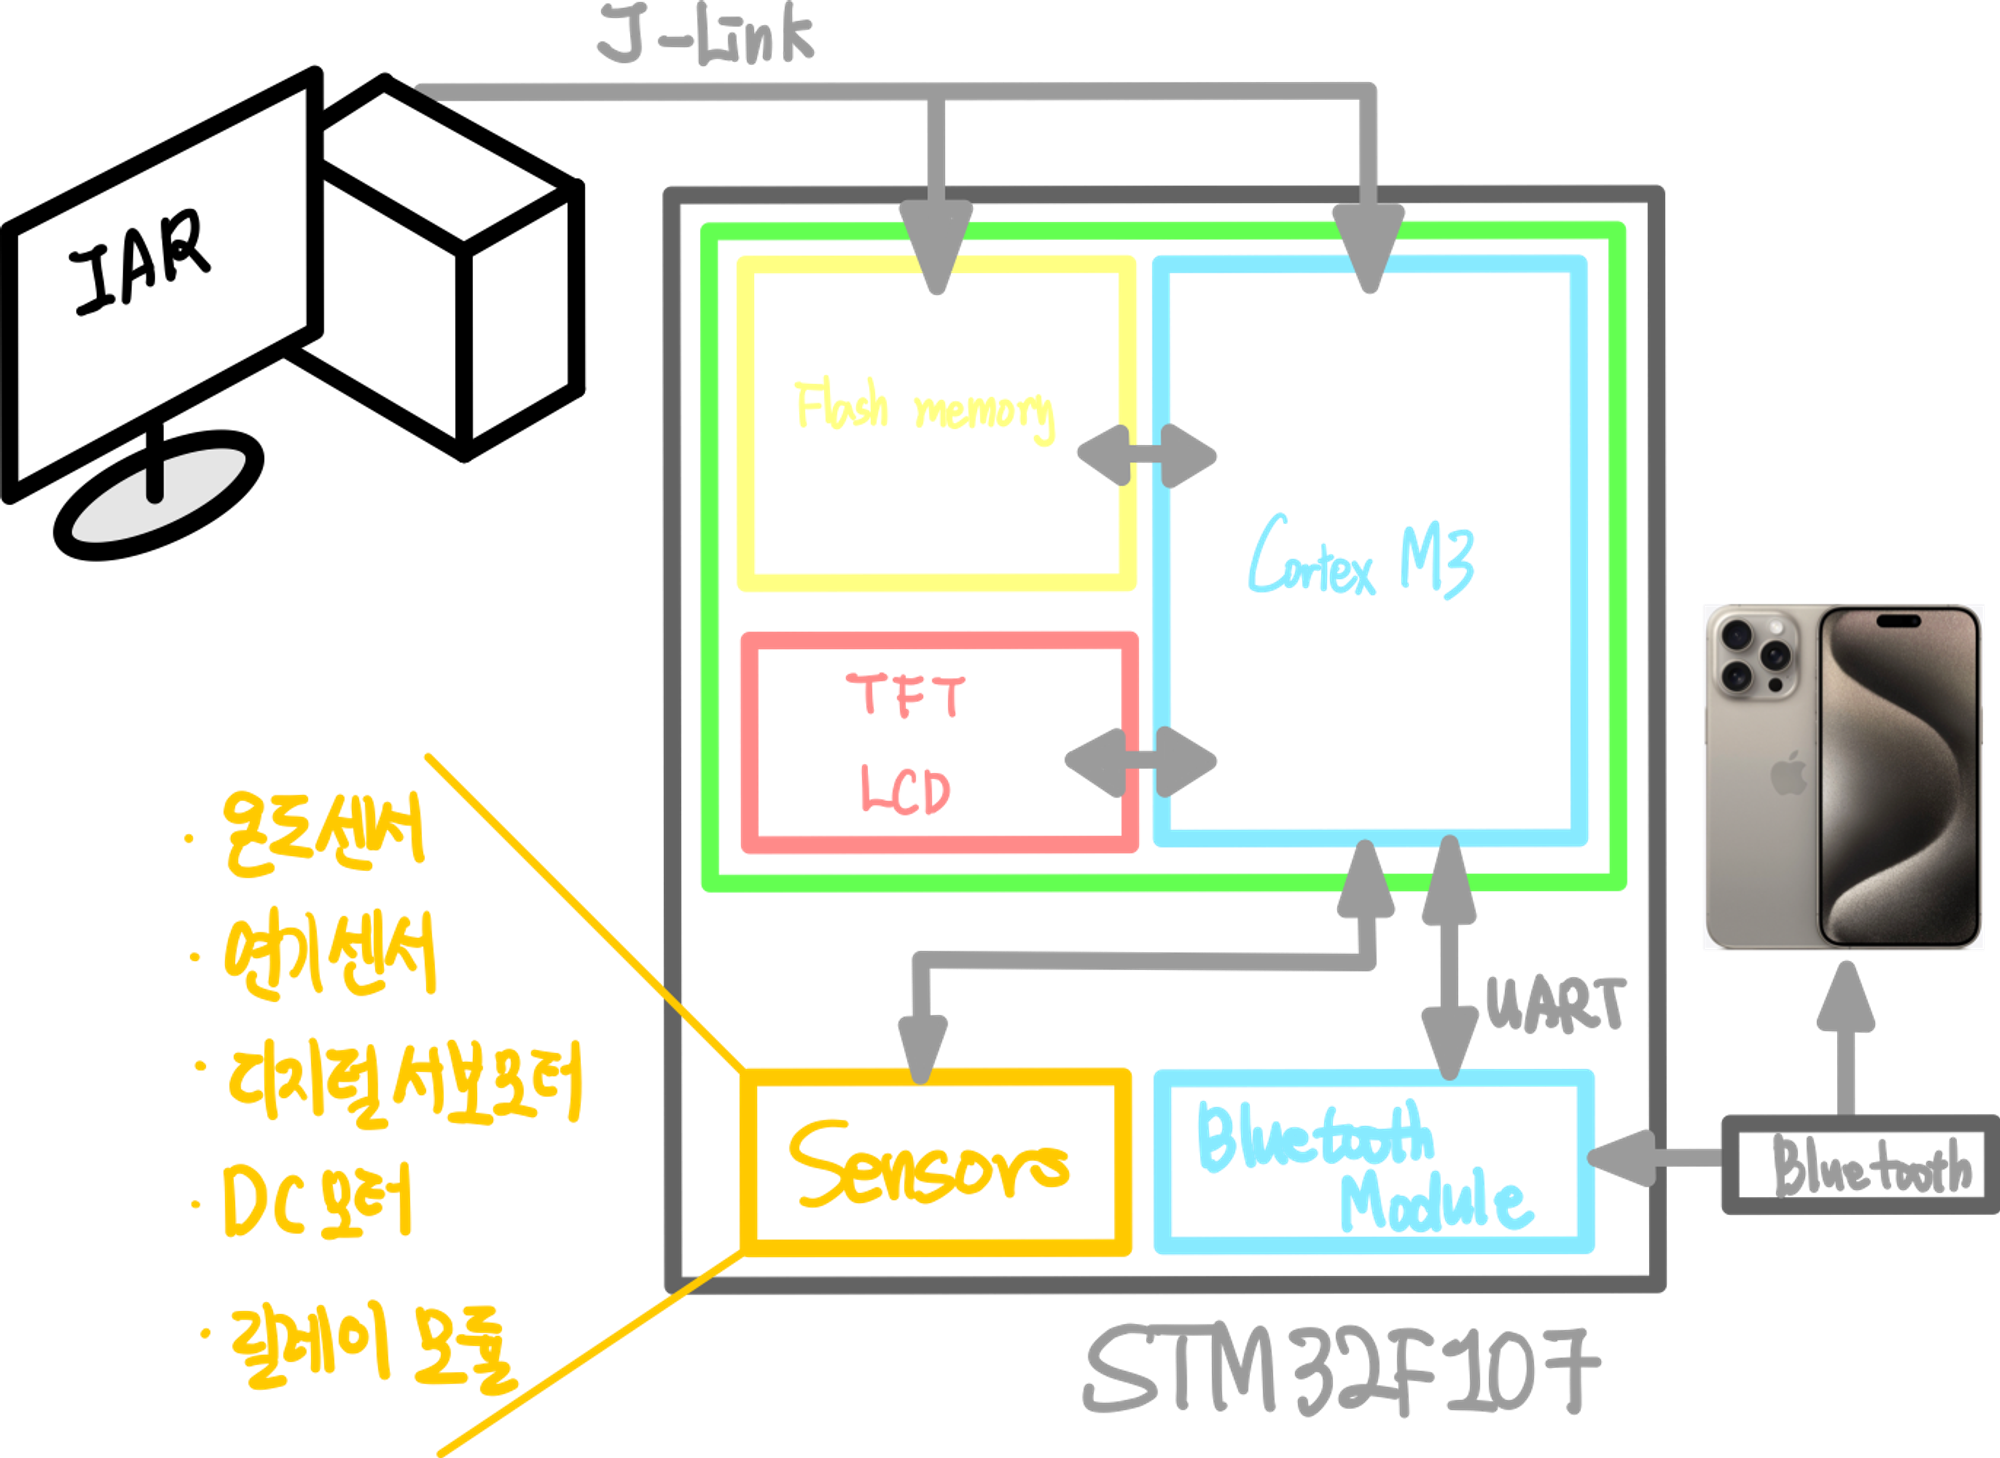 J-Link
IAR
Flash memory
Cortex M3
TFT
LCD
· 온도센서
· 연기센서
· 디지털 서보모터
· DC 모터
· 릴레이 모듈
UART
Sensors
Bluetooth
Module
Bluetooth
STM32F107